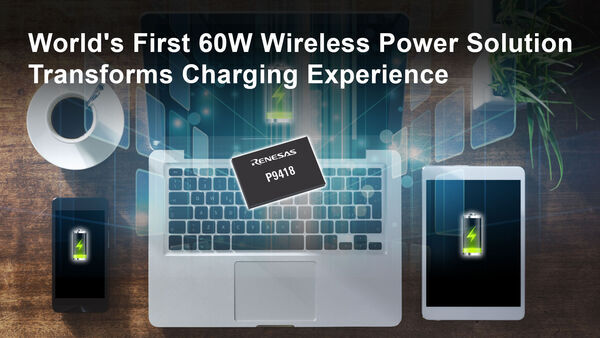 World's First 60W Wireless Power Solution
Transforms Charging Experience
RENESAS
P9418